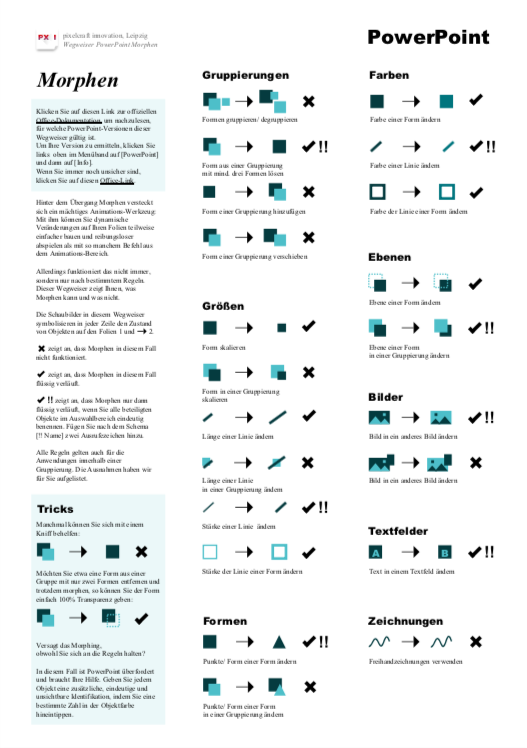 PX !
pixelcraft innovation, Leipzig
Wegweiser PowerPoint Morphen
PowerPoint
Morphen
Klicken Sie auf diesen Link zur offiziellen
Office-Dokumentation, um nachzulesen,
für welche PowerPoint-Versionen dieser
Wegweiser gültig ist.
Um Ihre Version zu ermitteln, klicken Sie
links oben im Menüband auf [PowerPoint]
und dann auf [Info].
Wenn Sie immer noch unsicher sind,
klicken Sie auf diesen Office-Link.
Hinter dem Übergang Morphen versteckt
sich ein mächtiges Animations-Werkzeug:
Mit ihm können Sie dynamische
Veränderungen auf Ihren Folien teilweise
einfacher bauen und reibungsloser
abspielen als mit so manchem Befehl aus
dem Animations-Bereich.
Allerdings funktioniert das nicht immer,
sondern nur nach bestimmten Regeln.
Dieser Wegweiser zeigt Ihnen, was
Morphen kann und was nicht.
Die Schaubilder in diesem Wegweiser
symbolisieren in jeder Zeile den Zustand
von Objekten auf den Folien 1 und → 2.
✖ zeigt an, dass Morphen in diesem Fall
nicht funktioniert.
✔ zeigt an, dass Morphen in diesem Fall
flüssig verläuft.
✔ !! zeigt an, dass Morphen nur dann
flüssig verläuft, wenn Sie alle beteiligten
Objekte im Auswahlbereich eindeutig
benennen. Fügen Sie nach dem Schema
[!! Name] zwei Ausrufezeichen hinzu.
Alle Regeln gelten auch für die
Anwendungen innerhalb einer
Gruppierung. Die Ausnahmen haben wir
für Sie aufgelistet.
Tricks
Manchmal können Sie sich mit einem
Kniff behelfen:
Möchten Sie etwa eine Form aus einer
Gruppe mit nur zwei Formen entfernen und
trotzdem morphen, so können Sie der Form
einfach 100% Transparenz geben:
Versagt das Morphing,
obwohl Sie sich an die Regeln halten?
In diesem Fall ist PowerPoint überfordert
und braucht Ihre Hilfe. Geben Sie jedem
Objekt eine zusätzliche, eindeutige und
unsichtbare Identifikation, indem Sie eine
bestimmte Zahl in der Objektfarbe
hineintippen.
Gruppierungen
Formen gruppieren/ degruppieren
!!
Form aus einer Gruppierung
mit mind. drei Formen lösen
Form einer Gruppierung hinzufügen
Form einer Gruppierung verschieben
Größen
Form skalieren
Form in einer Gruppierung
skalieren
Länge einer Linie ändern
!!
Länge einer Linie
in einer Gruppierung ändern
!!
Stärke einer Linie ändern
Stärke der Linie einer Form ändern
Formen
!!
Punkte/ Form einer Form ändern
Punkte/ Form einer Form
in einer Gruppierung ändern
Farben
Farbe einer Form ändern
!!
Farbe einer Linie ändern
Farbe der Linie einer Form ändern
Ebenen
Ebene einer Form ändern
!!
Ebene einer Form
in einer Gruppierung ändern
Bilder
!!
Bild in ein anderes Bild ändern
Bild in ein anderes Bild ändern
Textfelder
A B !!
Text in einem Textfeld ändern
Zeichnungen
Freihandzeichnungen verwenden